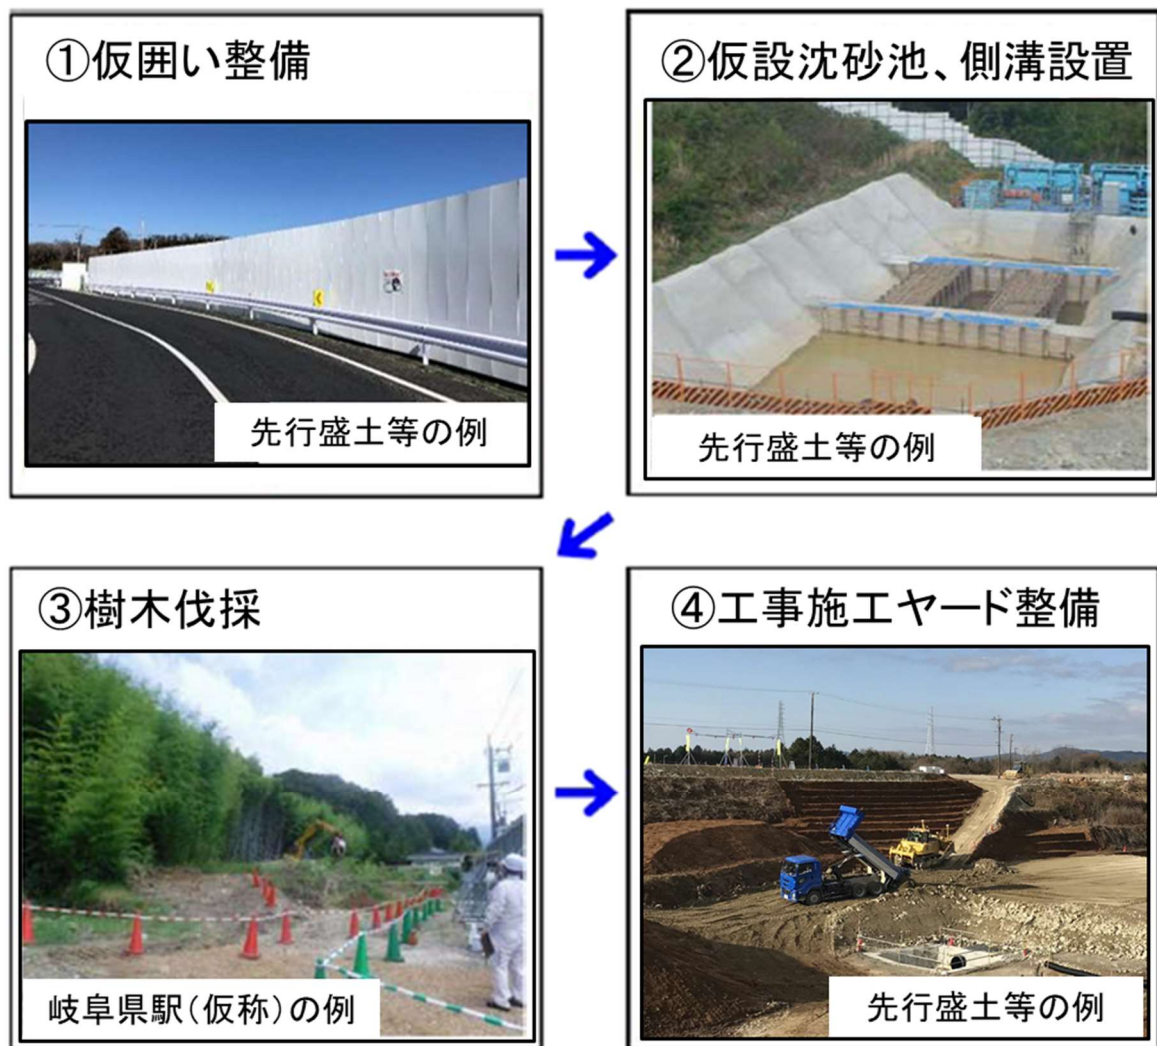 ①仮囲い整備
先行盛土等の例
②仮設沈砂池、側溝設置
先行盛土等の例
③樹木伐採
岐阜県駅(仮称)の例
④工事施工ヤード整備
先行盛土等の例